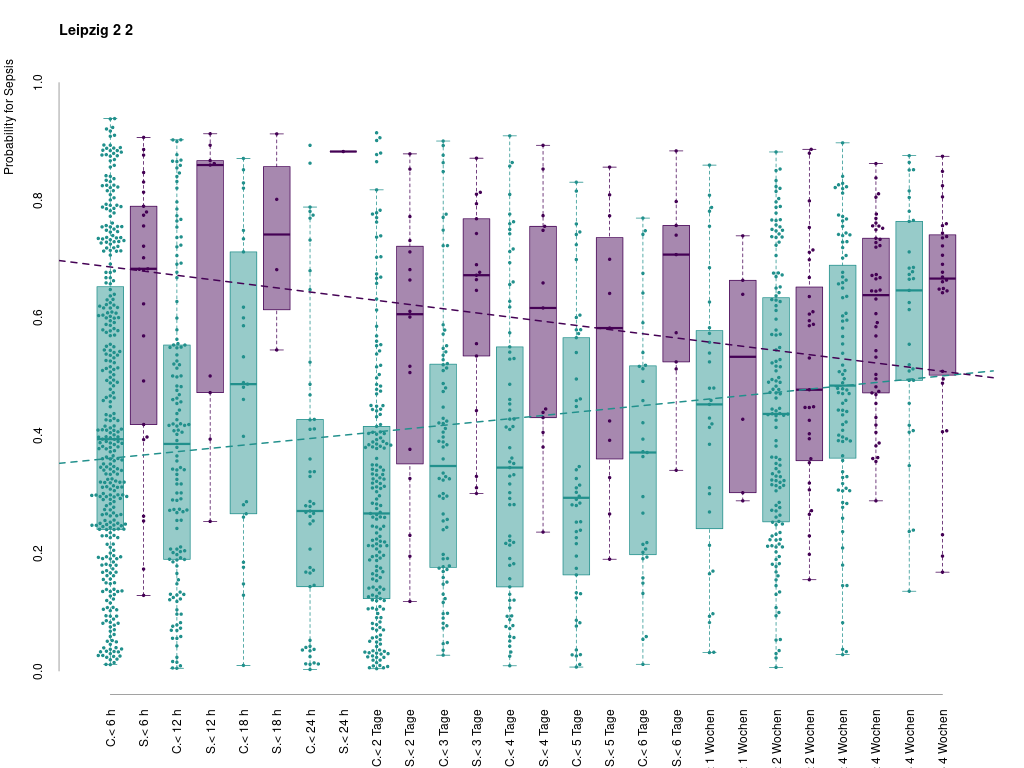 Leipzig 2 2
Probability for Sepsis
1.0
0.8
0.6
0.4
0.2
0.0
C.< 6 h
S.< 6 h
C.< 12 h
S.< 12 h
C.< 18 h
S.< 18 h
C.< 24 h
S.< 24 h
C.< 2 Tage
S.< 2 Tage
C.< 3 Tage
S.< 3 Tage
C.< 4 Tage
S.< 4 Tage
C.< 5 Tage
S.< 5 Tage
C.< 6 Tage
S.< 6 Tage
1 Wochen
1 Wochen
2 Wochen
2 Wochen
4 Wochen
4 Wochen
4 Wochen
4 Wochen